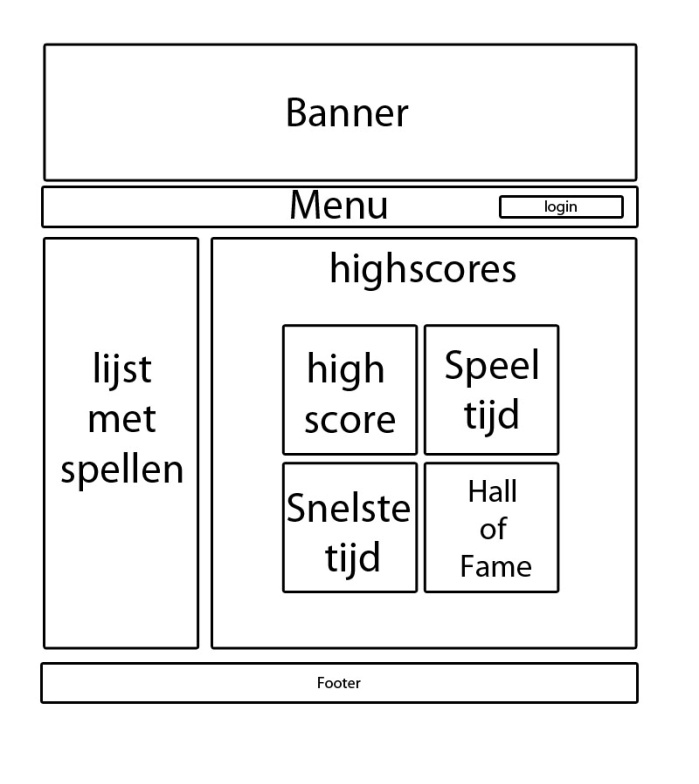 Banner
Menu
login
lijst
met
spellen
highscores
high
score
Speel
tijd
Snelste
tijd
Hall
of
Fame
Footer